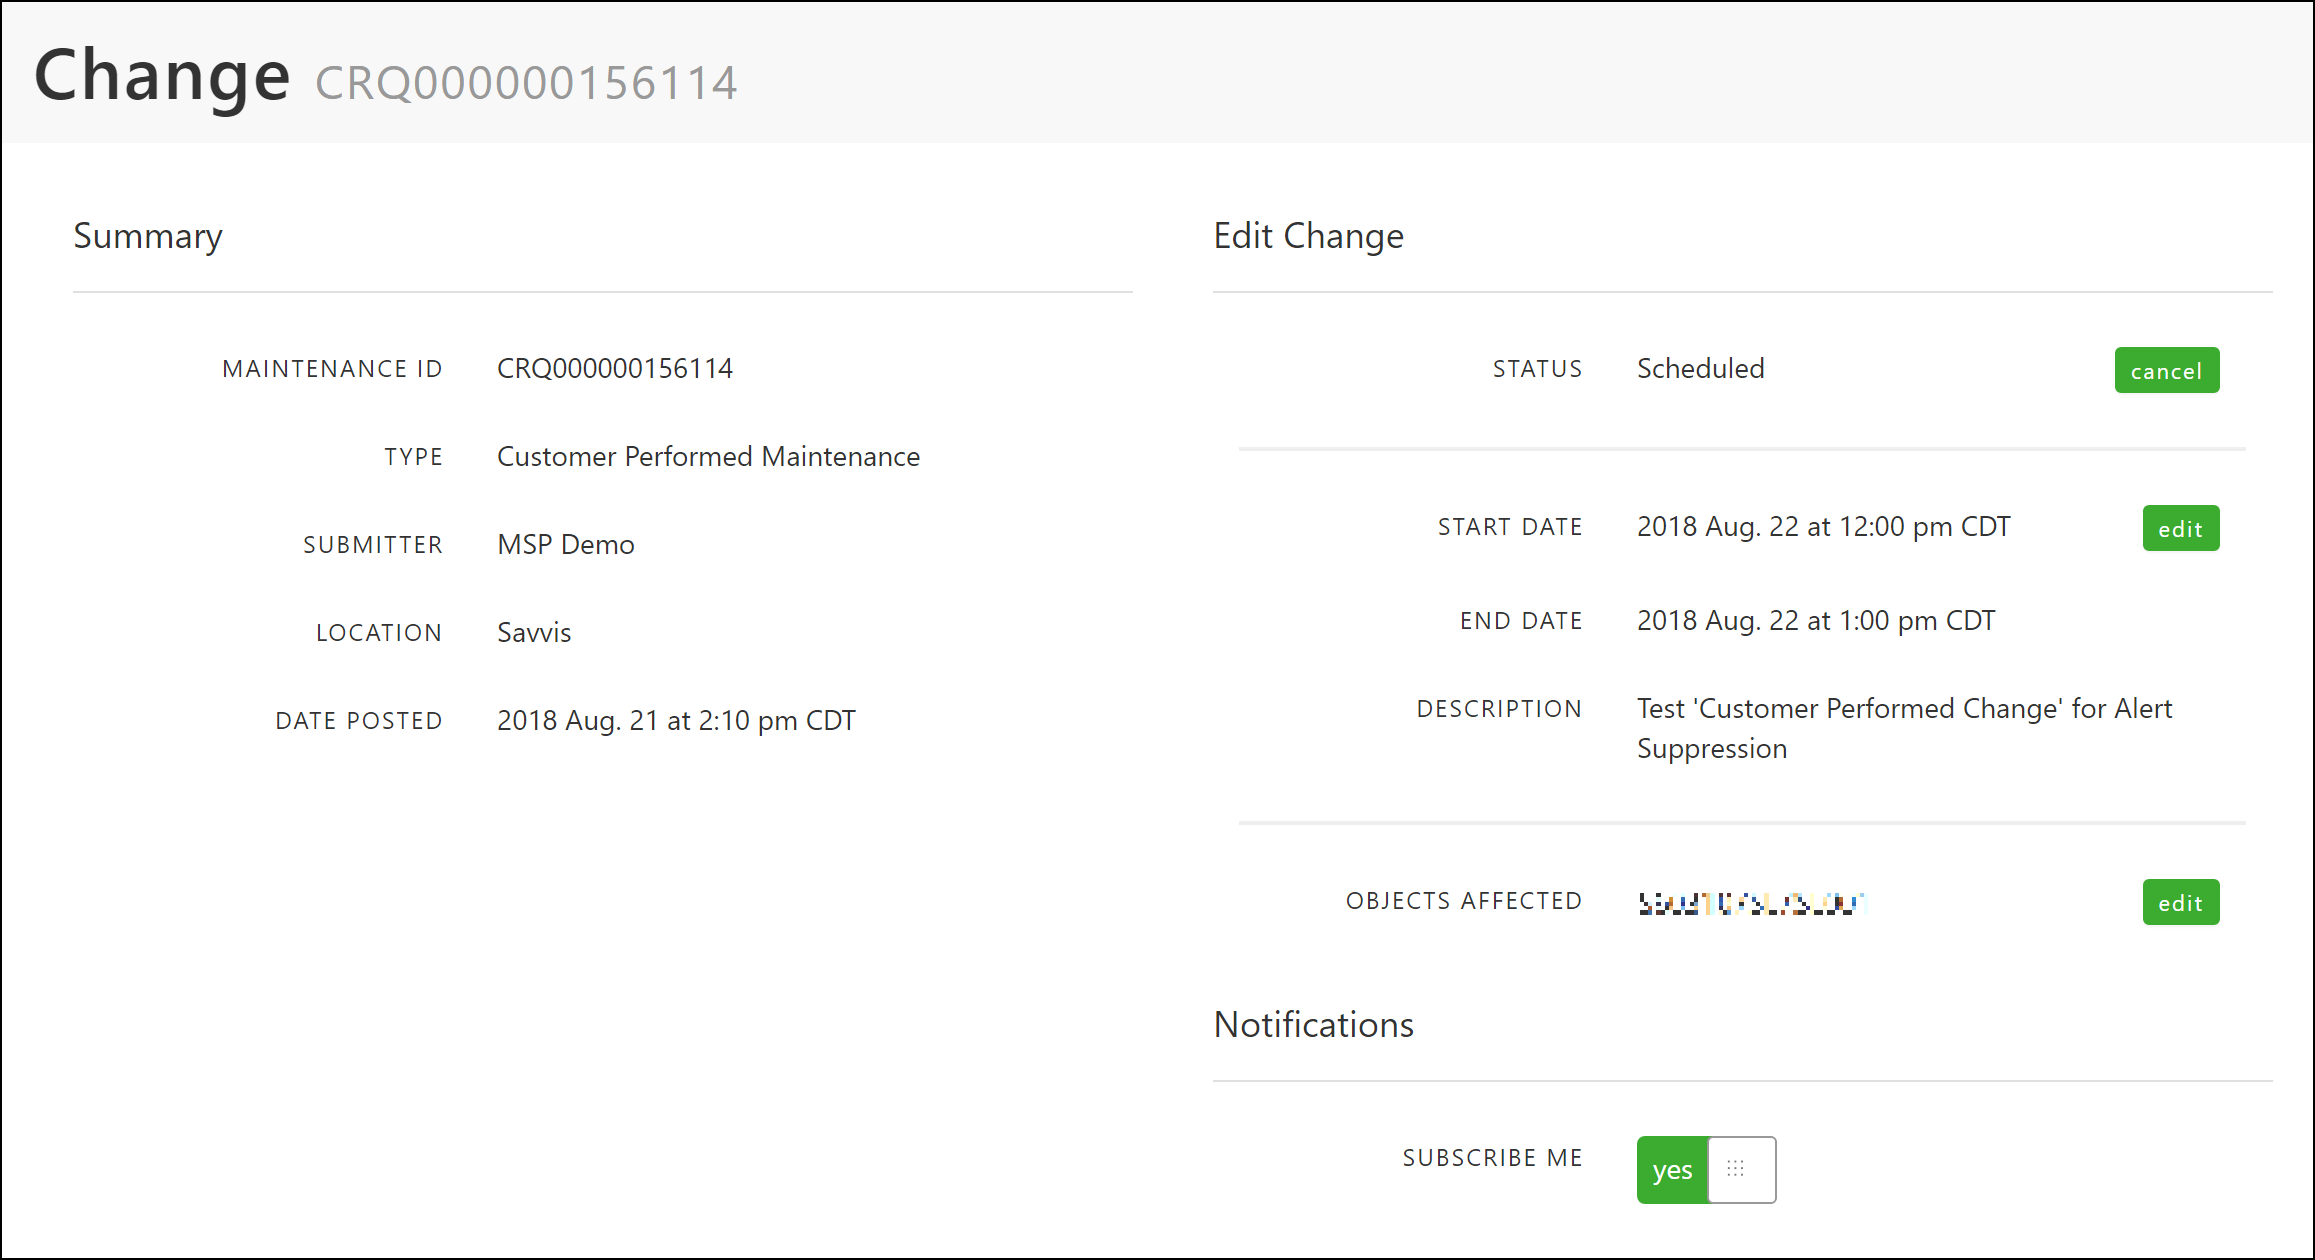 Change CRQ000000156114
Summary
MAINTENANCE ID CRQ000000156114
TYPE Customer Performed Maintenance
SUBMITTER MSP Demo
LOCATION Savvis
DATE POSTED 2018 Aug. 21 at 2:10 pm CDT
Edit Change
STATUS Scheduled cancel
START DATE 2018 Aug. 22 at 12:00 pm CDT edit
END DATE 2018 Aug. 22 at 1:00 pm CDT
DESCRIPTION Test 'Customer Performed Change' for Alert
Suppression
OBJECTS AFFECTED edit
Notifications
SUBSCRIBE ME yes